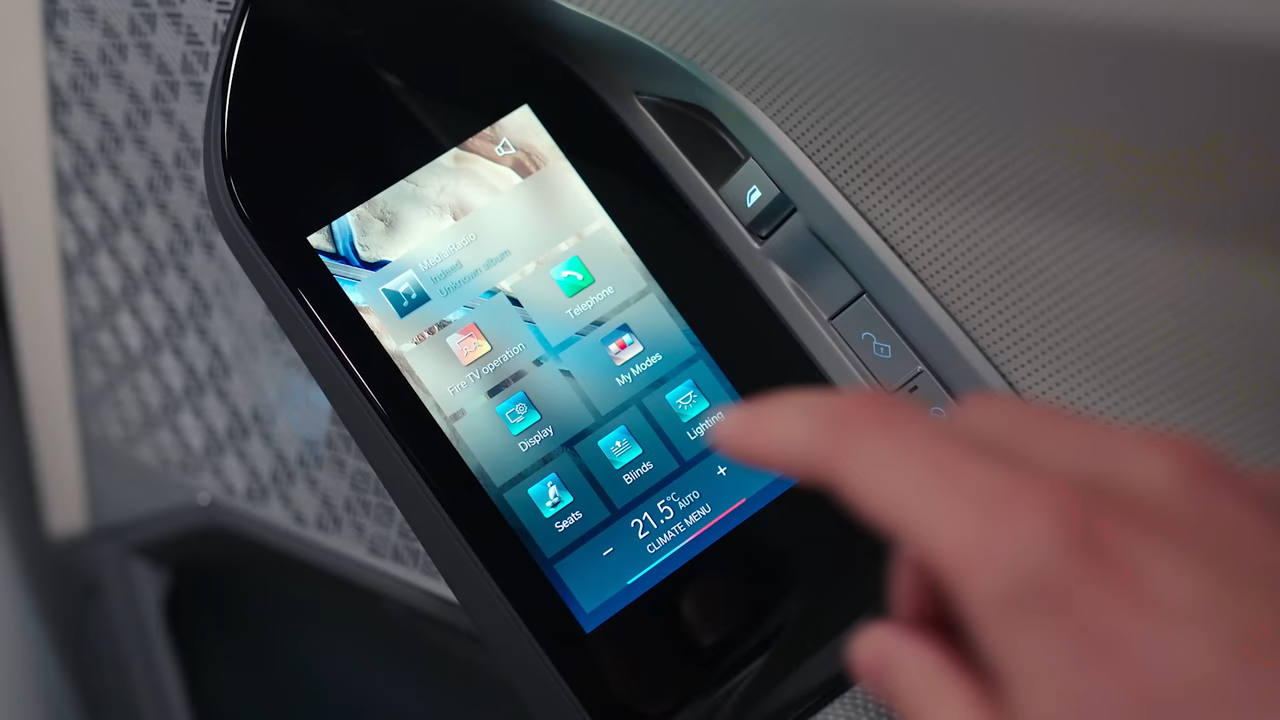 Media/Radio
Indeed
Unknown album
Telephone
Fire TV operation
My Modes
Display
Lighting
Blinds
Seats
− 21.5°C AUTO +
CLIMATE MENU